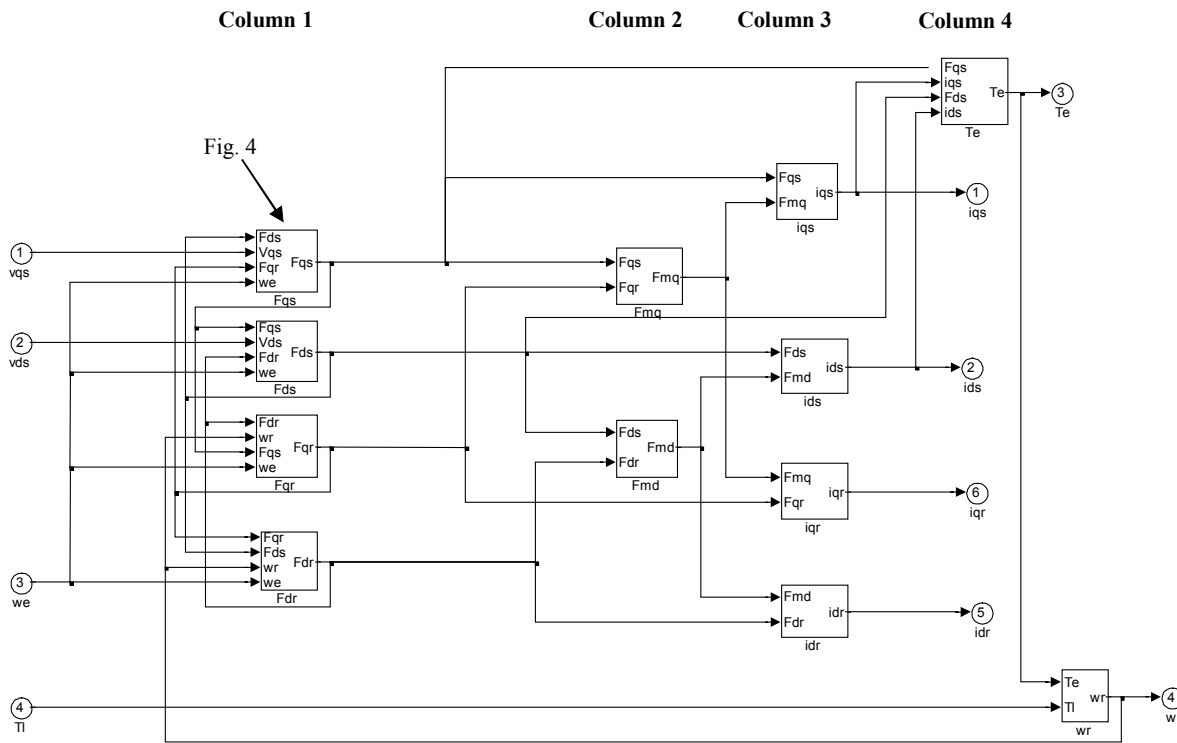 Column 1
Column 2
Column 3
Column 4
Fig. 4
1
vqs
2
vds
3
we
4
Tl
Fds
Vqs
Fqr
we
Fqs
Fqs
Fqs
Vds
Fdr
we
Fds
Fds
Fdr
wr
Fqs
we
Fqr
Fqr
Fqr
Fds
wr
we
Fdr
Fdr
Fqs
Fqr
Fmq
Fmq
Fds
Fdr
Fmd
Fmd
Fqs
Fmq
iqs
iqs
Fds
Fmd
ids
ids
Fmq
Fqr
iqr
iqr
Fmd
Fdr
idr
idr
Fqs
iqs
Fds
ids
Te
Te
3
Te
1
iqs
2
ids
6
iqr
5
idr
Te
Tl
wr
wr
4
w